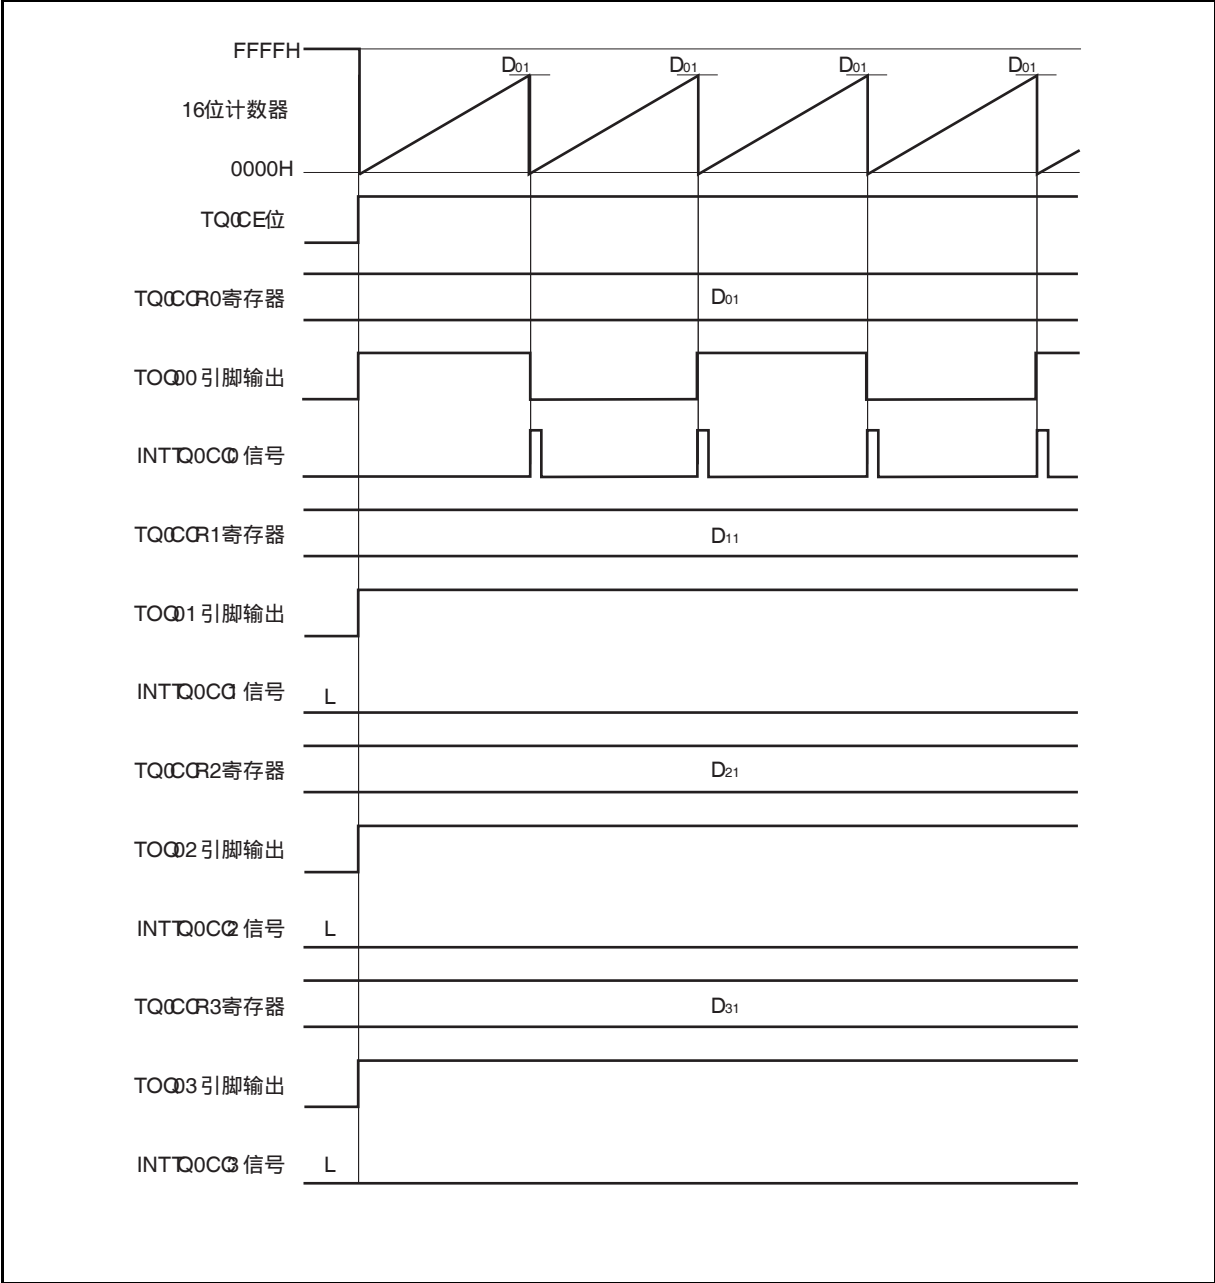 FFFFH
D01 D01 D01 D01
16位计数器
0000H
TQ0CE位
TQ0CCR0寄存器 D01
TOQ00引脚输出
INTTQ0CC0信号
TQ0CCR1寄存器 D11
TOQ01引脚输出
INTTQ0CC1信号 L
TQ0CCR2寄存器 D21
TOQ02引脚输出
INTTQ0CC2信号 L
TQ0CCR3寄存器 D31
TOQ03引脚输出
INTTQ0CC3信号 L